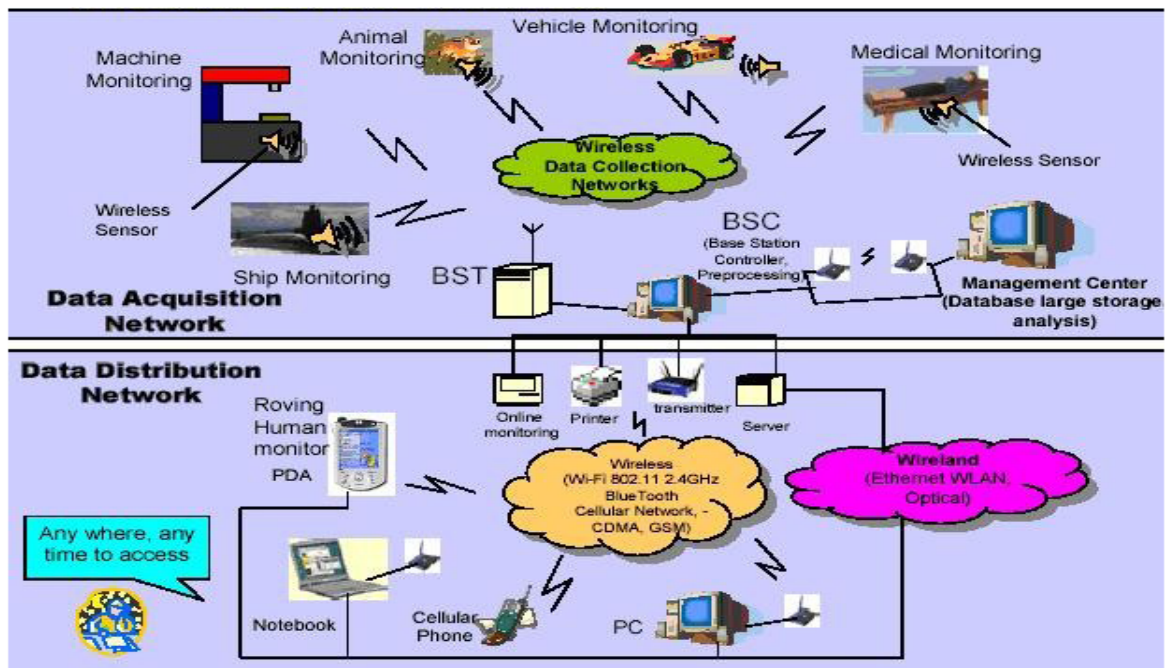 Machine
Monitoring
Animal
Monitoring
Vehicle Monitoring
Medical Monitoring
Wireless
Data Collection
Networks
Wireless Sensor
Wireless
Sensor
Ship Monitoring
BST
BSC
(Base Station
Controller,
Preprocessing)
Management Center
(Database large storage,
analysis)
Data Acquisition
Network
Data Distribution
Network
Online
monitoring
Printer
transmitter
Server
Roving
Human
monitor
PDA
Wireless
(Wi-Fi 802.11 2.4GHz
BlueTooth
Cellular Network, -
CDMA, GSM)
Wireland
(Ethernet WLAN,
Optical)
Any where, any
time to access
Notebook
Cellular
Phone
PC